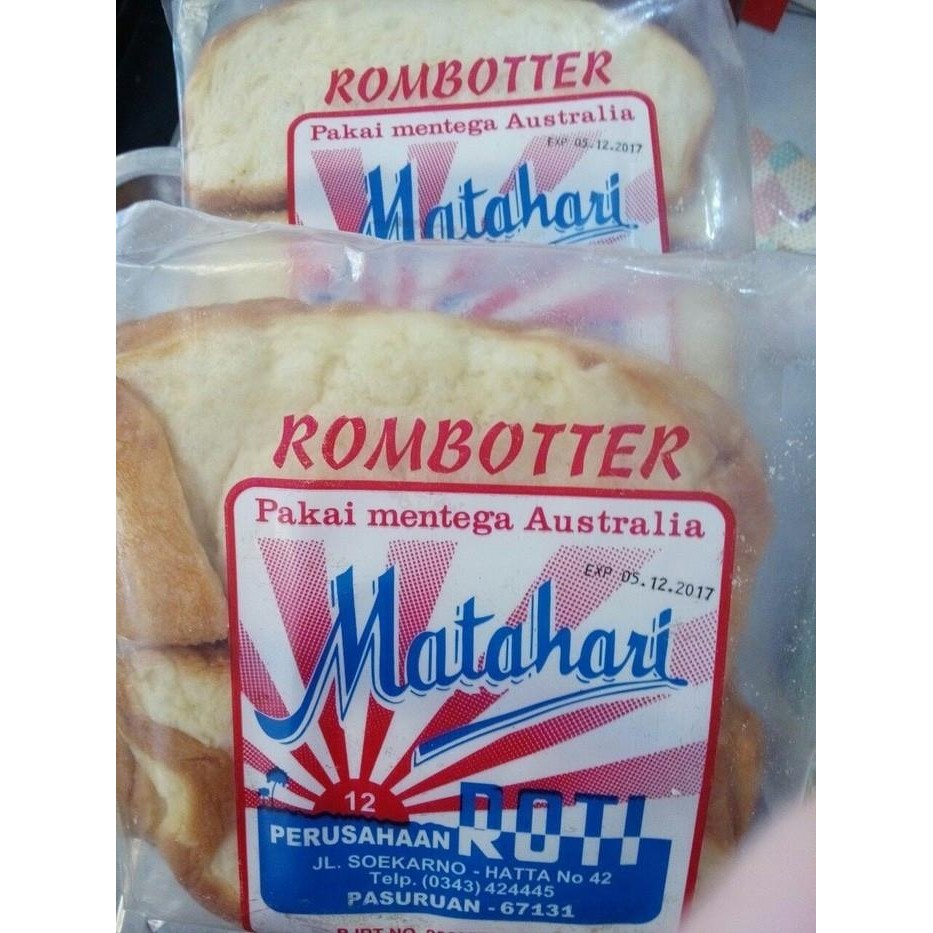 ROMBOTTER
Pakai mentega Australia
EXP 05.12.2017
Matahari
ROMBOTTER
Pakai mentega Australia
EXP 05.12.2017
Matahari
12
PERUSAHAAN ROTI
JL. SOEKARNO - HATTA No 42
Telp. (0343) 424445
PASURUAN - 67131